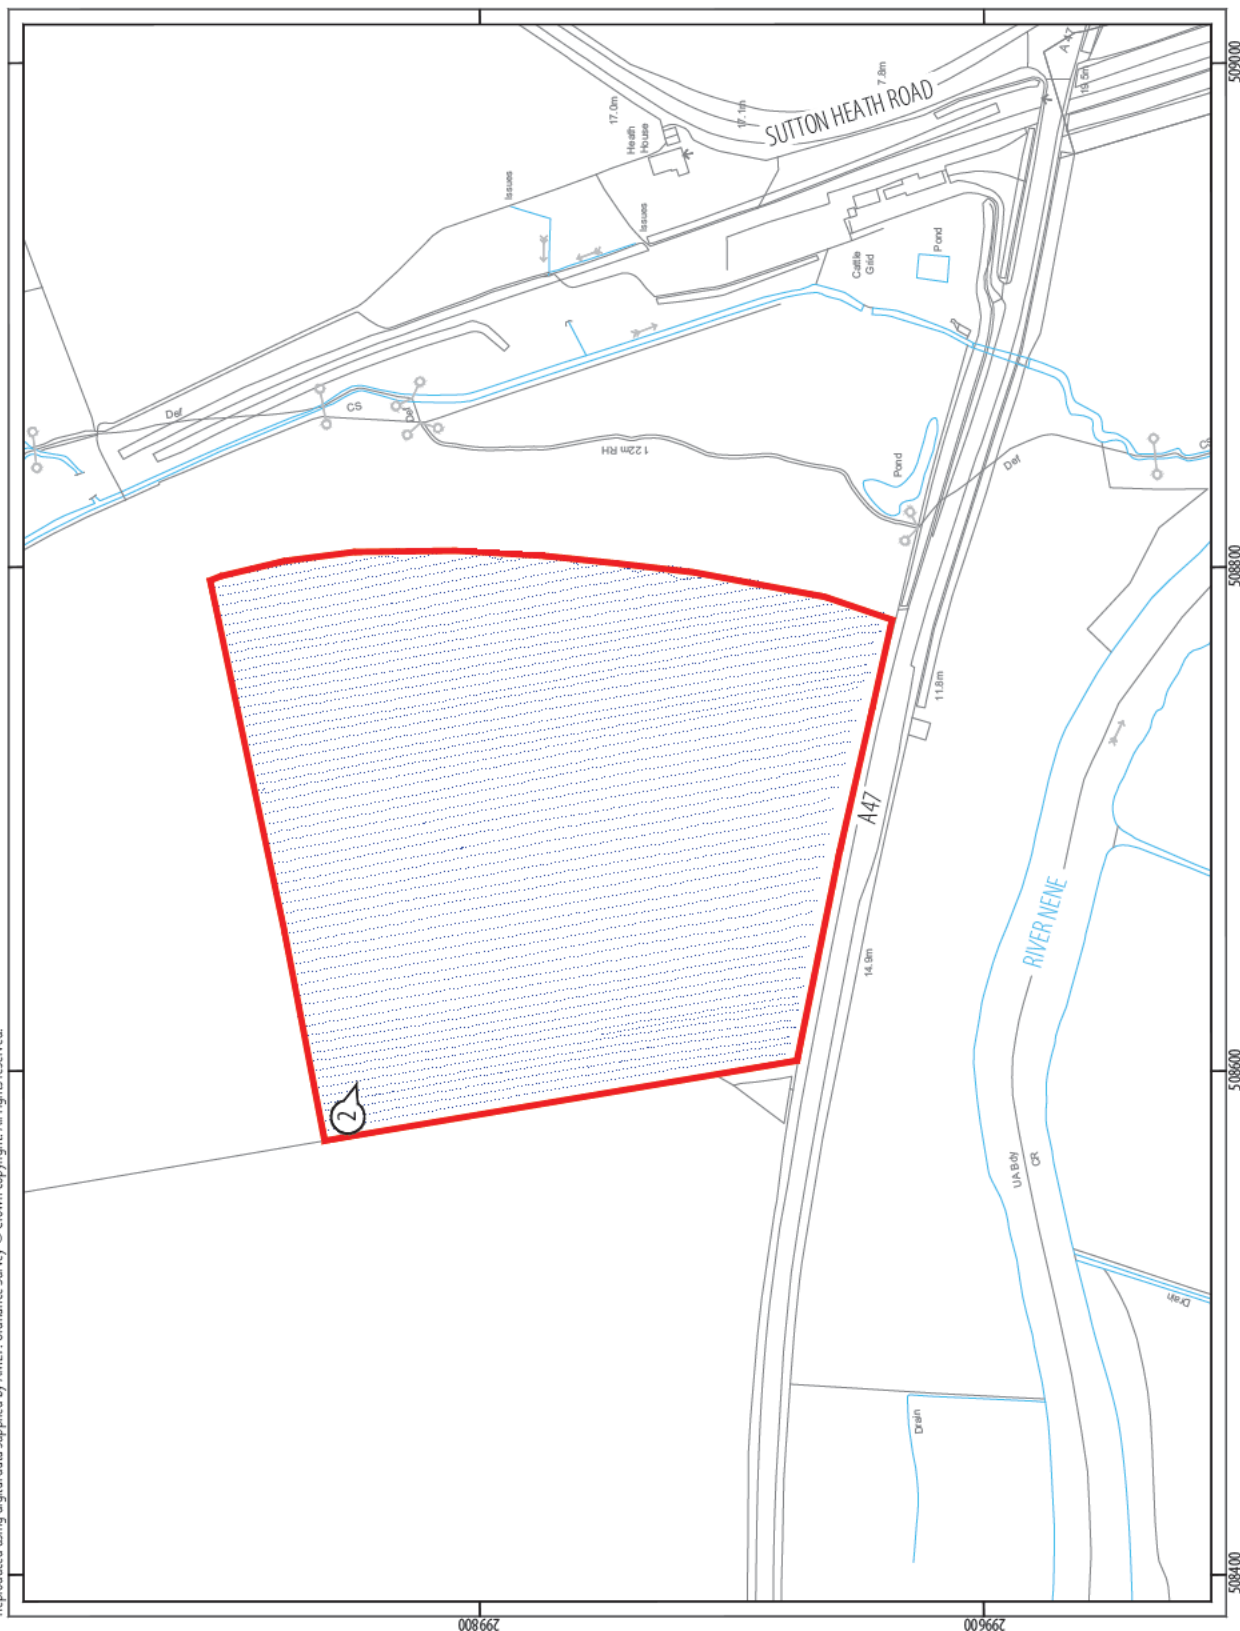 509000
508800
508600
508400
299800
299600
A 47
19.5m
7.8m
SUTTON HEATH ROAD
17.1m
17.0m
Heath
House
Issues
Issues
Cattle
Grid
Pond
Def
CS
Def
122m RH
Pond
Def
CS
11.8m
A47
14.9m
RIVER NENE
UA Bdy
CR
Drain
Drain
2